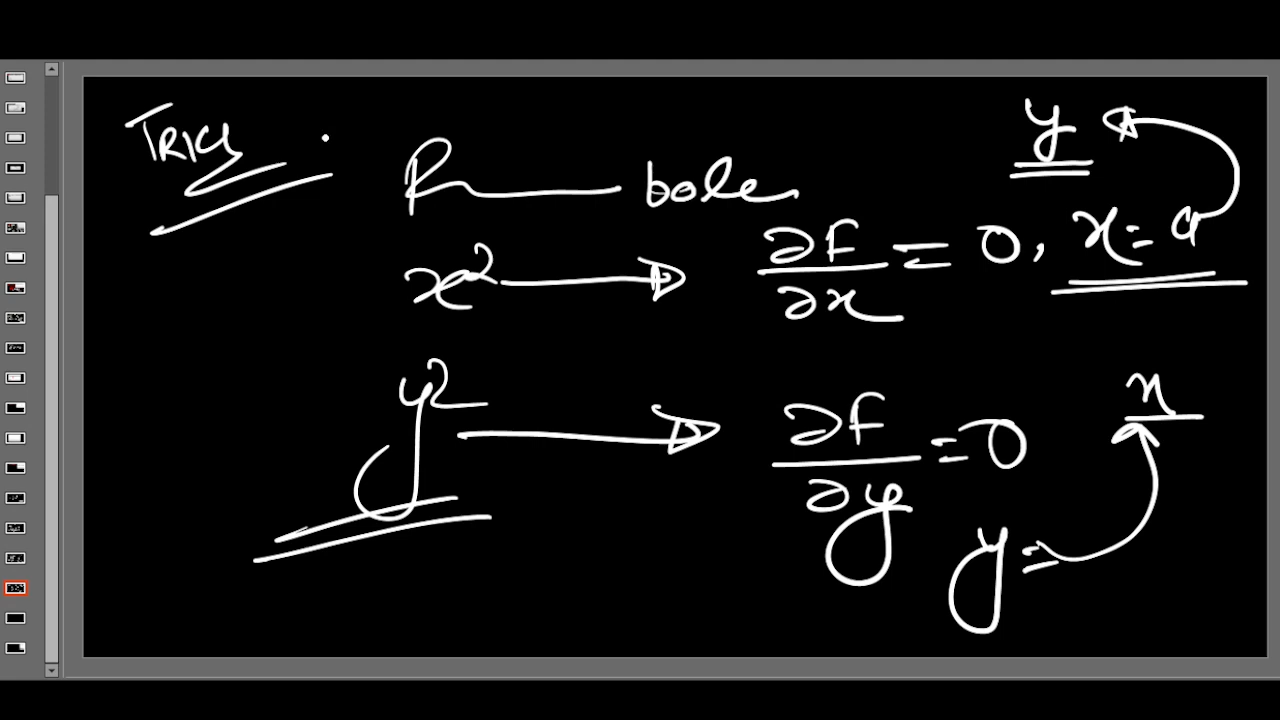 TRICK
P bole
x² → ∂F/∂x = 0, x = a y
y² → ∂F/∂y = 0 x
y =